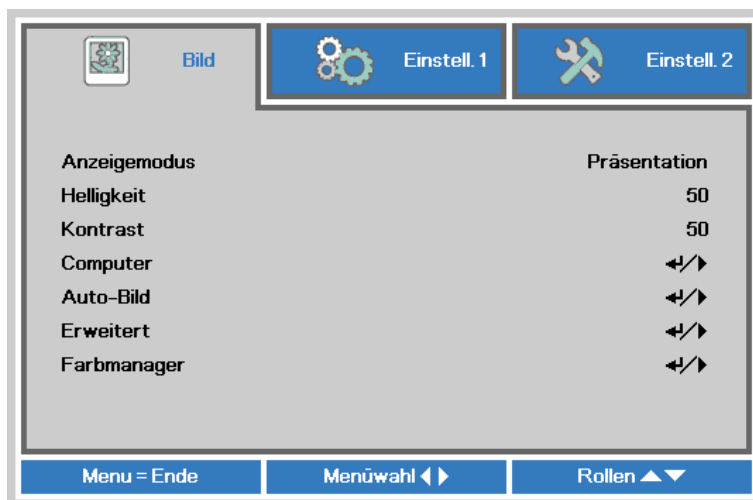 Bild
Einstell. 1
Einstell. 2
Anzeigemodus Präsentation
Helligkeit 50
Kontrast 50
Computer ↵/▶
Auto-Bild ↵/▶
Erweitert ↵/▶
Farbmanager ↵/▶
Menu = Ende
Menūwahl ◀ ▶
Rollen ▲▼